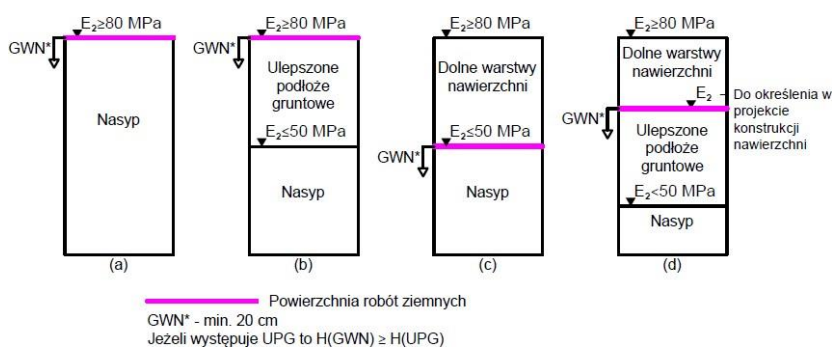 E₂≥80 MPa
GWN*
Nasyp
(a)
E₂≥80 MPa
GWN*
Ulepszone
podłoże
gruntowe
E₂≤50 MPa
Nasyp
(b)
E₂≥80 MPa
Dolne warstwy
nawierzchni
E₂≤50 MPa
GWN*
Nasyp
(c)
E₂≥80 MPa
Dolne warstwy
nawierzchni
E₂ – Do określenia w
projekcie
konstrukcji
nawierzchni
GWN*
Ulepszone
podłoże
gruntowe
E₂<50 MPa
Nasyp
(d)
Powierzchnia robót ziemnych
GWN* - min. 20 cm
Jeżeli występuje UPG to H(GWN) ≥ H(UPG)